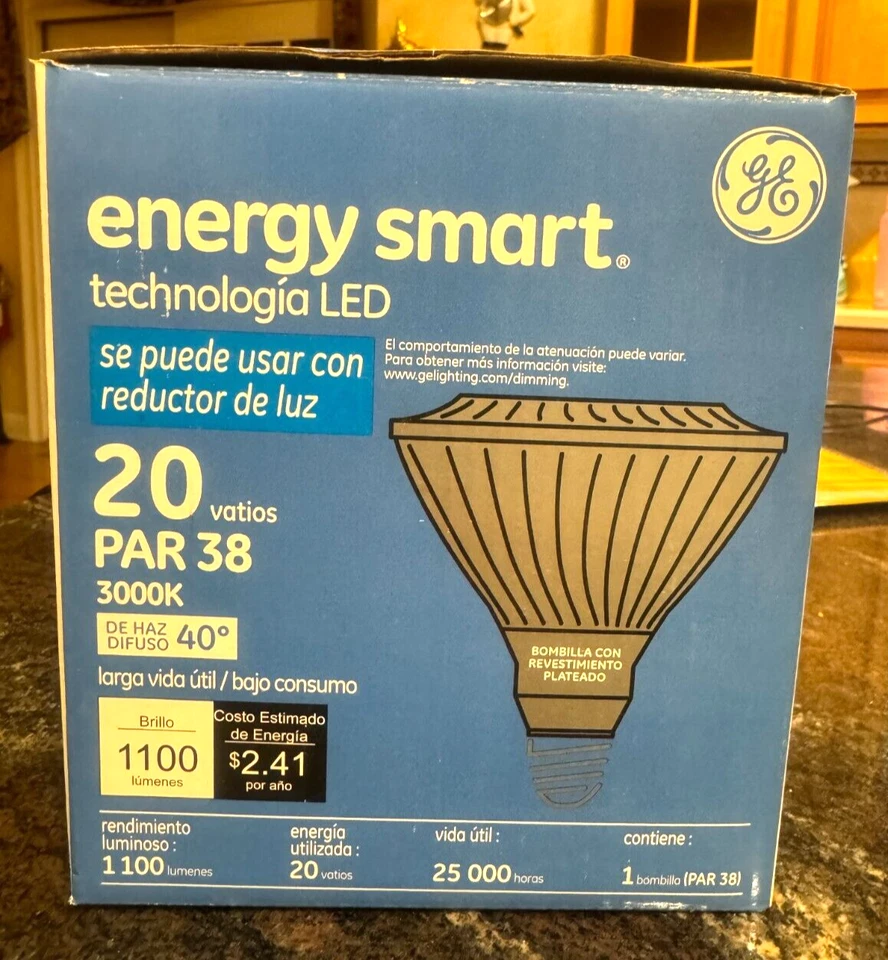 GE
energy smart®
technología LED
se puede usar con
reductor de luz
El comportamiento de la atenuación puede variar.
Para obtener más información visite:
www.gelighting.com/dimming.
20 vatios
PAR 38
3000K
DE HAZ
DIFUSO 40°
larga vida útil / bajo consumo
BOMBILLA CON
REVESTIMIENTO
PLATEADO
Brillo
1100
lúmenes
Costo Estimado
de Energía
$2.41
por año
rendimiento
luminoso :
1 100 lumenes
energía
utilizada :
20 vatios
vida útil :
25 000 horas
contiene :
1 bombilla (PAR 38)